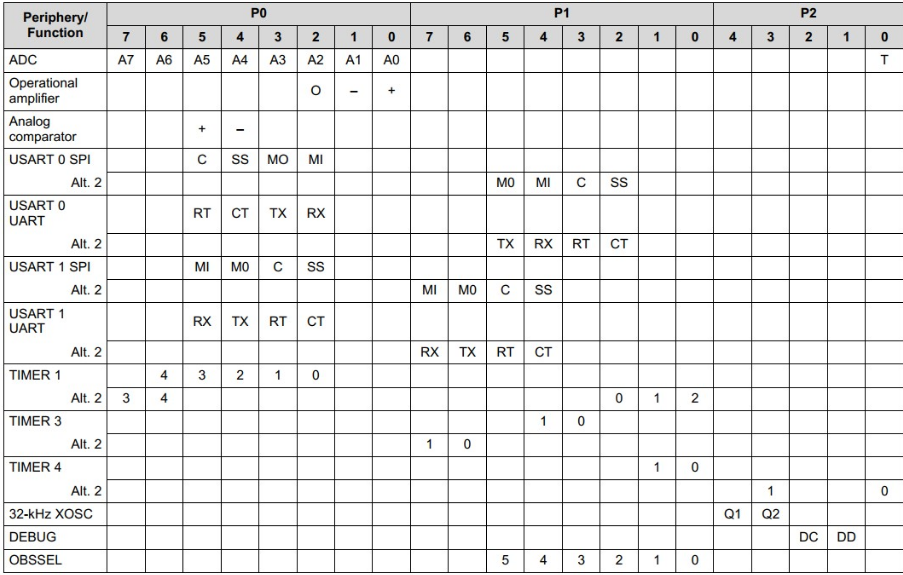 Periphery/ Function P0 P1 P2
7 6 5 4 3 2 1 0 7 6 5 4 3 2 1 0 4 3 2 1 0
ADC A7 A6 A5 A4 A3 A2 A1 A0 T
Operational amplifier O – +
Analog comparator + –
USART 0 SPI C SS MO MI
Alt. 2 M0 MI C SS
USART 0 UART RT CT TX RX
Alt. 2 TX RX RT CT
USART 1 SPI MI M0 C SS
Alt. 2 MI M0 C SS
USART 1 UART RX TX RT CT
Alt. 2 RX TX RT CT
TIMER 1 4 3 2 1 0
Alt. 2 3 4 0 1 2
TIMER 3 1 0
Alt. 2 1 0
TIMER 4 1 0
Alt. 2 1 0
32-kHz XOSC Q1 Q2
DEBUG DC DD
OBSSEL 5 4 3 2 1 0